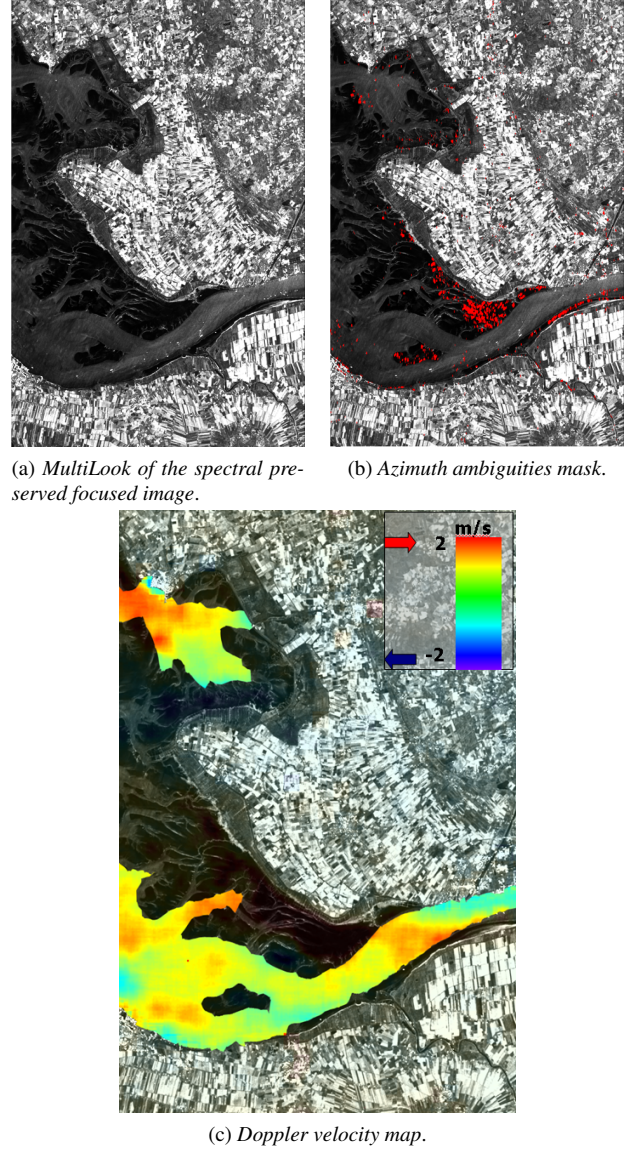 (a) MultiLook of the spectral pre-
served focused image.
(b) Azimuth ambiguities mask.
m/s
2
-2
(c) Doppler velocity map.